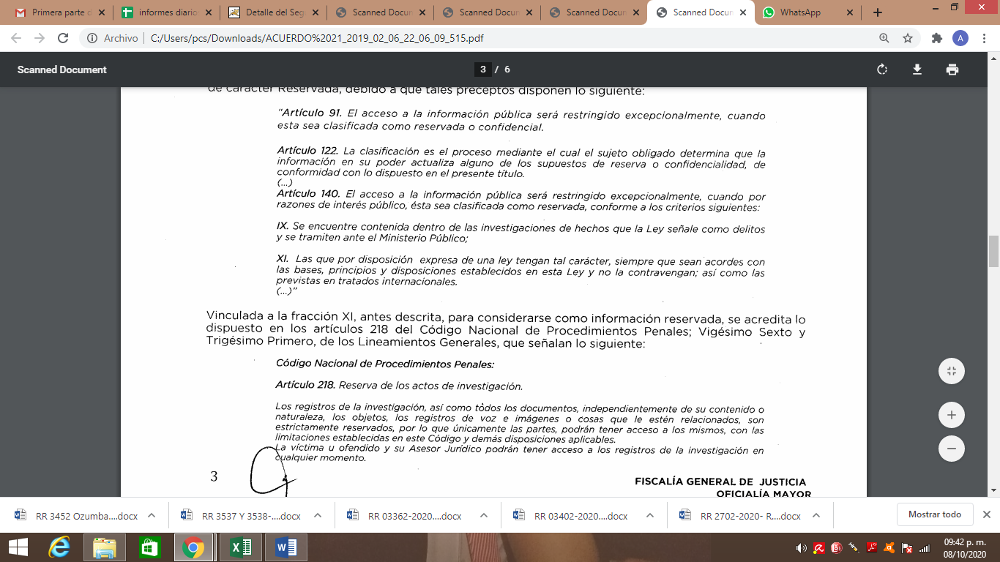 Primera parte d
informes diario
Detalle del Seg
Scanned Docum
Scanned Docum
Scanned Docum
Scanned Docum
WhatsApp
Archivo | C:/Users/pcs/Downloads/ACUERDO%2021_2019_02_06_22_06_09_515.pdf
A
Scanned Document
3 / 6
de carácter Reservada, debido a que tales preceptos disponen lo siguiente:
"Artículo 91. El acceso a la información pública será restringido excepcionalmente, cuando
esta sea clasificada como reservada o confidencial.
Artículo 122. La clasificación es el proceso mediante el cual el sujeto obligado determina que la
información en su poder actualiza alguno de los supuestos de reserva o confidencialidad, de
conformidad con lo dispuesto en el presente título.
(...)
Artículo 140. El acceso a la información pública será restringido excepcionalmente, cuando por
razones de interés público, ésta sea clasificada como reservada, conforme a los criterios siguientes:
IX. Se encuentre contenida dentro de las investigaciones de hechos que la Ley señale como delitos
y se tramiten ante el Ministerio Público;
XI. Las que por disposición expresa de una ley tengan tal carácter, siempre que sean acordes con
las bases, principios y disposiciones establecidos en esta Ley y no la contravengan; así como las
previstas en tratados internacionales.
(...)"
Vinculada a la fracción XI, antes descrita, para considerarse como información reservada, se acredita lo
dispuesto en los artículos 218 del Código Nacional de Procedimientos Penales; Vigésimo Sexto y
Trigésimo Primero, de los Lineamientos Generales, que señalan lo siguiente:
Código Nacional de Procedimientos Penales:
Artículo 218. Reserva de los actos de investigación.
Los registros de la investigación, así como todos los documentos, independientemente de su contenido o
naturaleza, los objetos, los registros de voz e imágenes o cosas que le estén relacionados, son
estrictamente reservados, por lo que únicamente las partes, podrán tener acceso a los mismos, con las
limitaciones establecidas en este Código y demás disposiciones aplicables.
La víctima u ofendido y su Asesor Jurídico podrán tener acceso a los registros de la investigación en
cualquier momento.
3
FISCALÍA GENERAL DE JUSTICIA
OFICIALÍA MAYOR
RR 3452 Ozumba....docx
RR 3537 Y 3538-....docx
RR 03362-2020....docx
RR 03402-2020....docx
RR 2702-2020- R....docx
Mostrar todo
09:42 p. m.
08/10/2020